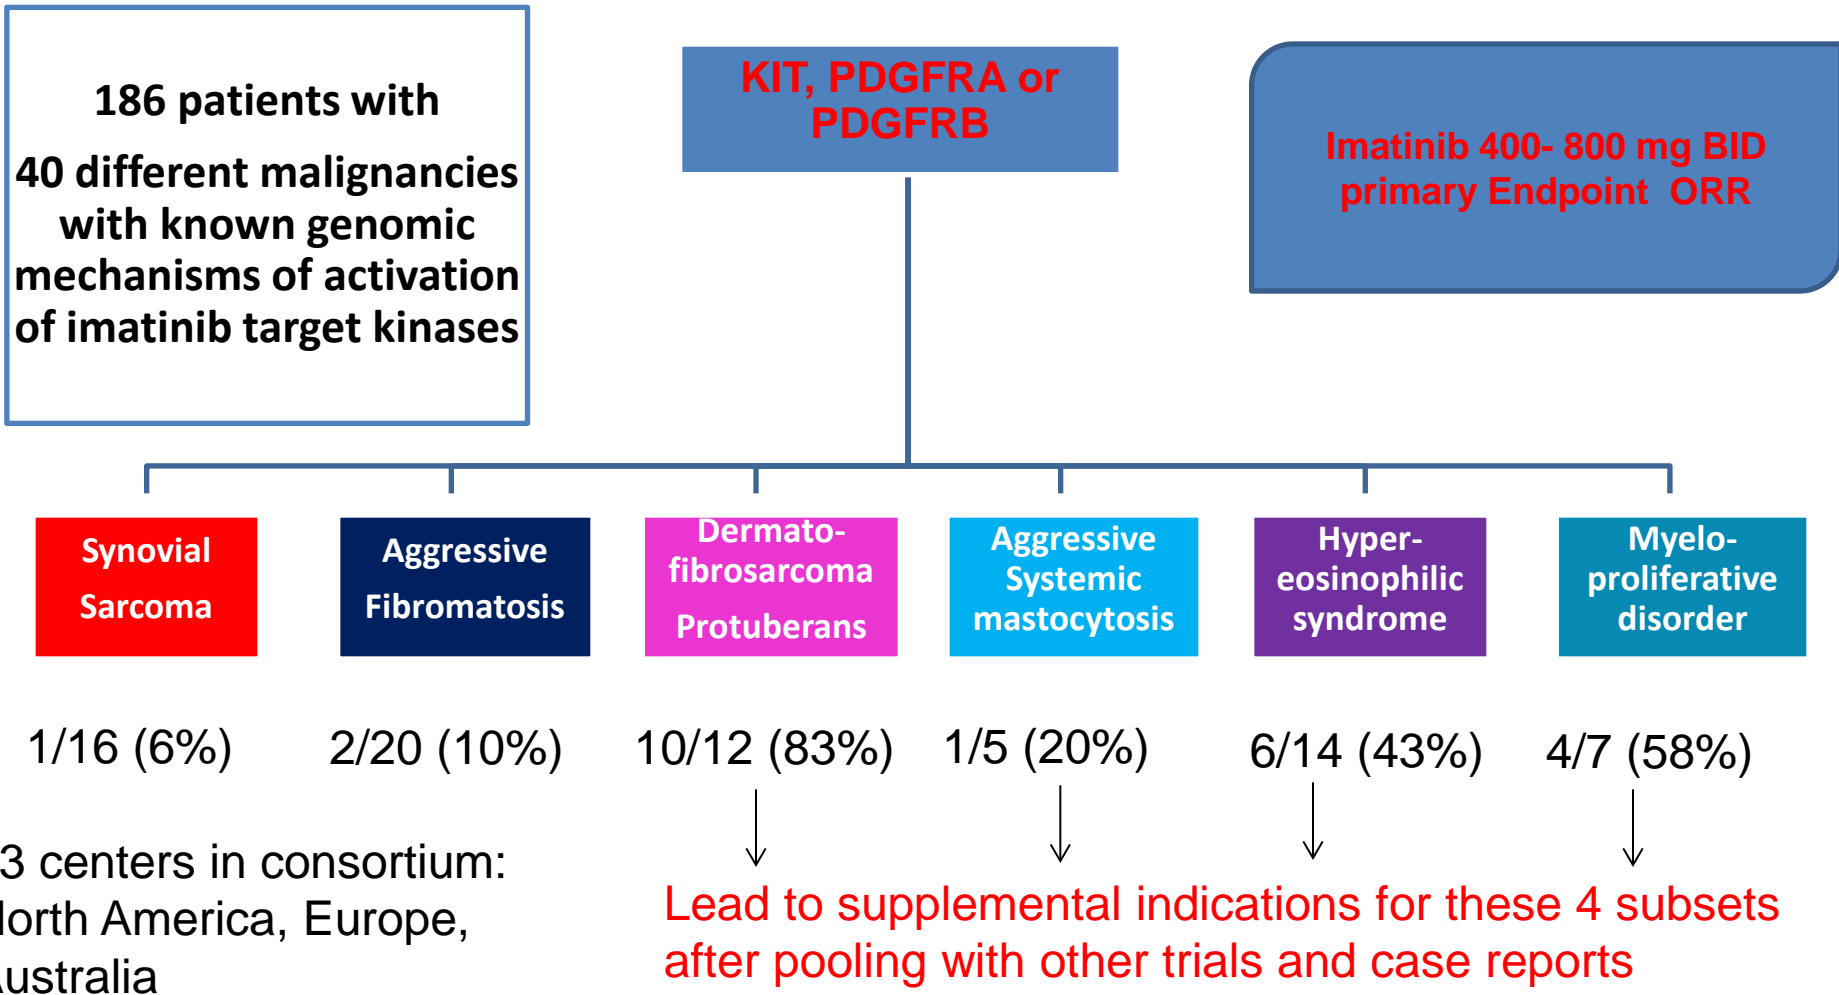 186 patients with
40 different malignancies
with known genomic
mechanisms of activation
of imatinib target kinases
KIT, PDGFRA or
PDGFRB
Imatinib 400- 800 mg BID
primary Endpoint ORR
Synovial
Sarcoma
Aggressive
Fibromatosis
Dermato-
fibrosarcoma
Protuberans
Aggressive
Systemic
mastocytosis
Hyper-
eosinophilic
syndrome
Myelo-
proliferative
disorder
1/16 (6%)
2/20 (10%)
10/12 (83%)
1/5 (20%)
6/14 (43%)
4/7 (58%)
3 centers in consortium:
North America, Europe,
Australia
Lead to supplemental indications for these 4 subsets
after pooling with other trials and case reports